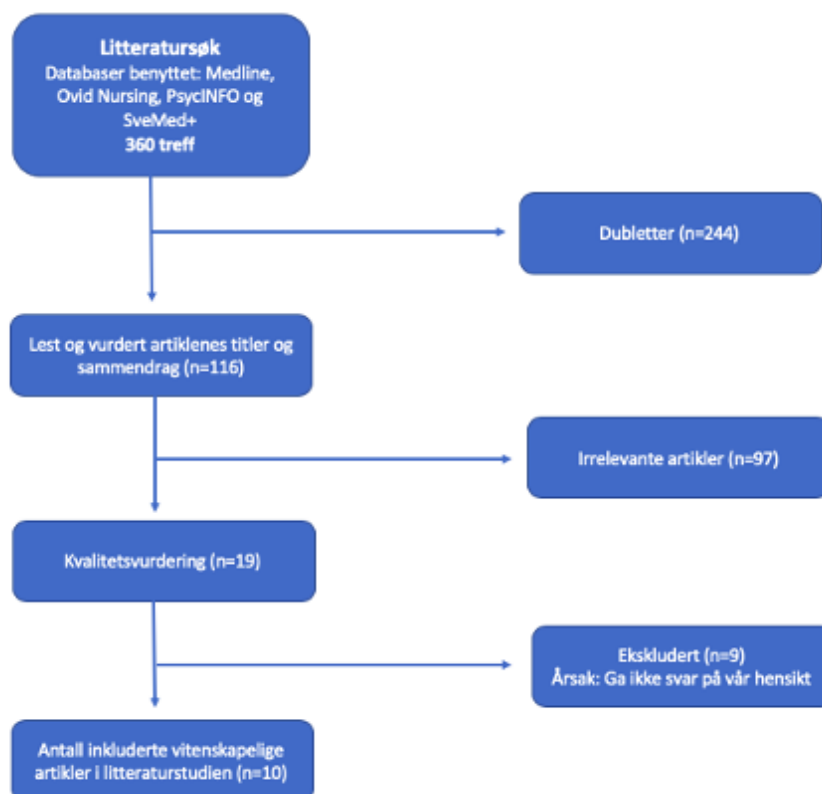 Litteratursøk
Databaser benyttet: Medline,
Ovid Nursing, PsycINFO og
SveMed+
360 treff
Dubletter (n=244)
Lest og vurdert artiklenes titler og
sammendrag (n=116)
Irrelevante artikler (n=97)
Kvalitetsvurdering (n=19)
Ekskludert (n=9)
Årsak: Ga ikke svar på vår hensikt
Antall inkluderte vitenskapelige
artikler i litteraturstudien (n=10)